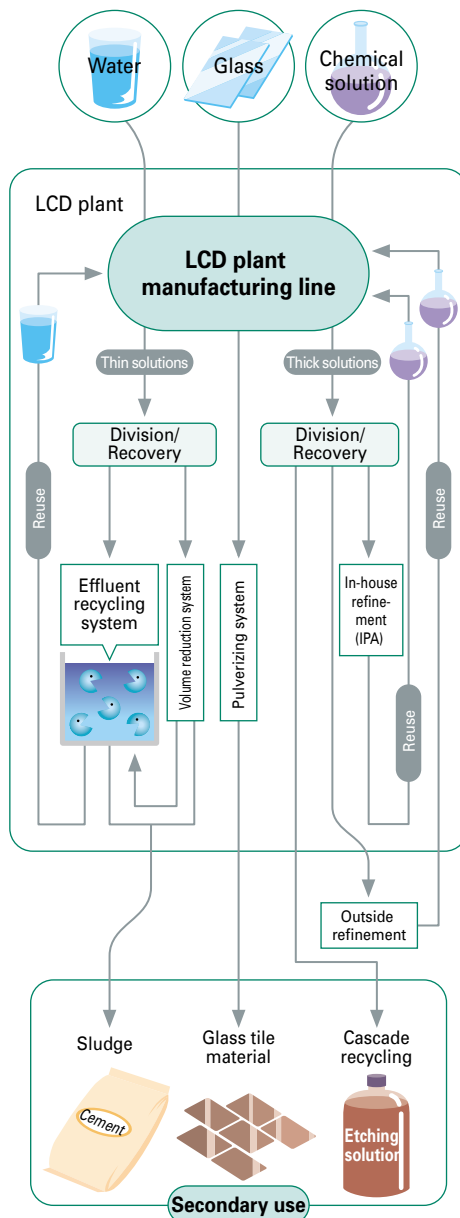 Water
Glass
Chemical
solution
LCD plant
LCD plant
manufacturing line
Thin solutions
Thick solutions
Division/
Recovery
Division/
Recovery
Reuse
Effluent
recycling
system
Volume reduction system
Pulverizing system
In-house
refine-
ment
(IPA)
Reuse
Reuse
Outside
refinement
Sludge
Glass tile
material
Cascade
recycling
Cement
Etching
solution
Secondary use